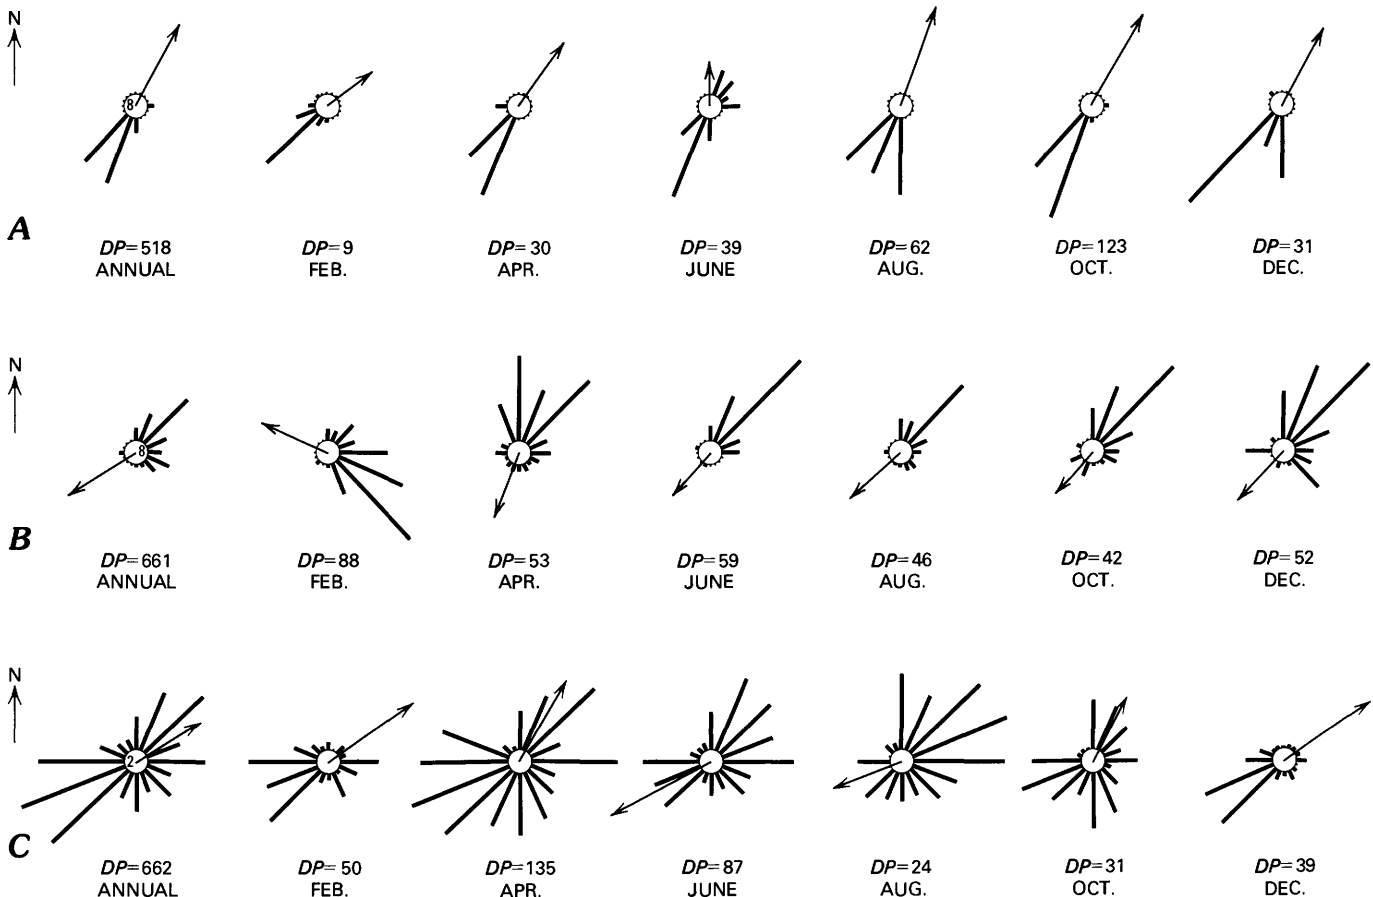 N
8
A
DP=518 DP=9 DP=30 DP=39 DP=62 DP=123 DP=31
ANNUAL FEB. APR. JUNE AUG. OCT. DEC.
N
8
B
DP=661 DP=88 DP=53 DP=59 DP=46 DP=42 DP=52
ANNUAL FEB. APR. JUNE AUG. OCT. DEC.
N
2
C
DP=662 DP=50 DP=135 DP=87 DP=24 DP=31 DP=39
ANNUAL FEB. APR. JUNE AUG. OCT. DEC.